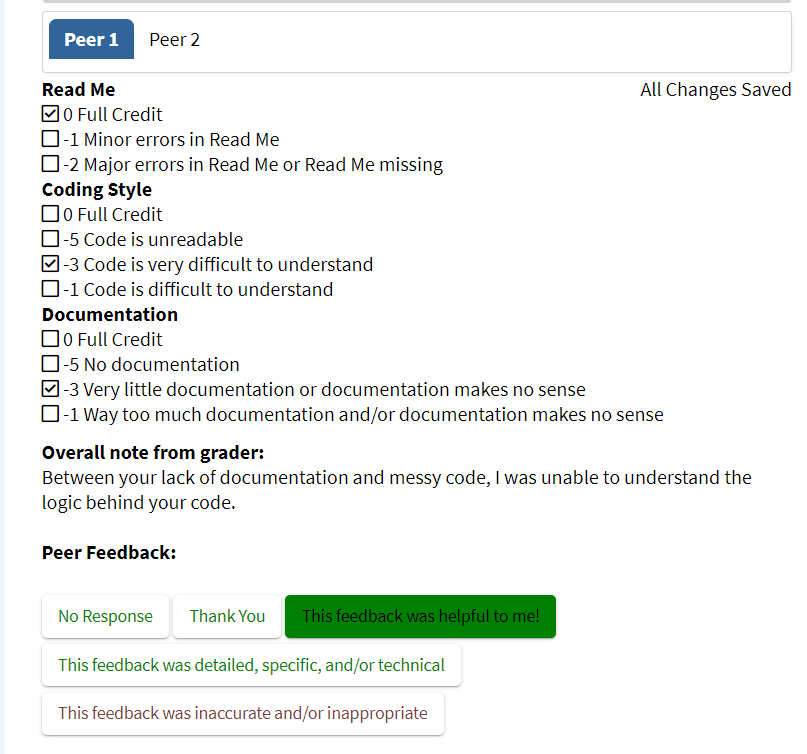 Peer 1 Peer 2
Read Me All Changes Saved
0 Full Credit
-1 Minor errors in Read Me
-2 Major errors in Read Me or Read Me missing
Coding Style
0 Full Credit
-5 Code is unreadable
-3 Code is very difficult to understand
-1 Code is difficult to understand
Documentation
0 Full Credit
-5 No documentation
-3 Very little documentation or documentation makes no sense
-1 Way too much documentation and/or documentation makes no sense
Overall note from grader:
Between your lack of documentation and messy code, I was unable to understand the
logic behind your code.
Peer Feedback:
No Response Thank You This feedback was helpful to me!
This feedback was detailed, specific, and/or technical
This feedback was inaccurate and/or inappropriate